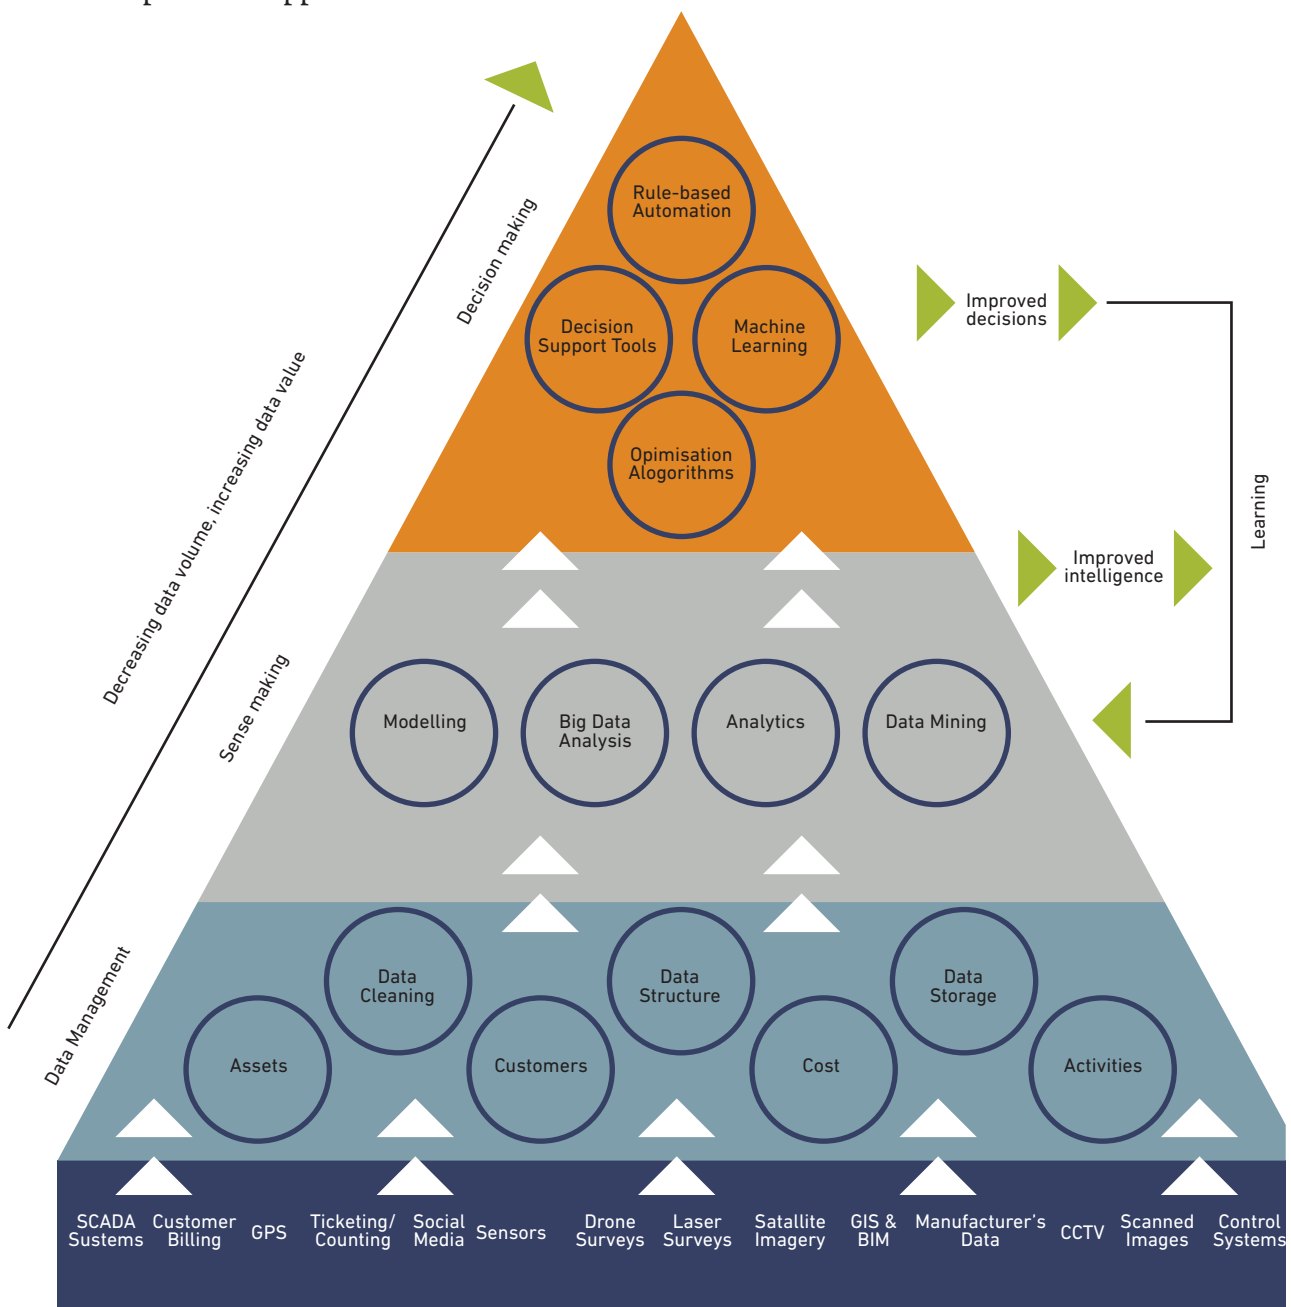 Rule-based
Automation
Decision
Support Tools
Machine
Learning
Opimisation
Alogorithms
Decision making
Improved
decisions
Decreasing data volume, increasing data value
Learning
Improved
intelligence
Sense making
Modelling
Big Data
Analysis
Analytics
Data Mining
Data Management
Data
Cleaning
Data
Structure
Data
Storage
Assets
Customers
Cost
Activities
SCADA
Sustems
Customer
Billing
GPS
Ticketing/
Counting
Social
Media
Sensors
Drone
Surveys
Laser
Surveys
Satallite
Imagery
GIS &
BIM
Manufacturer's
Data
CCTV
Scanned
Images
Control
Systems